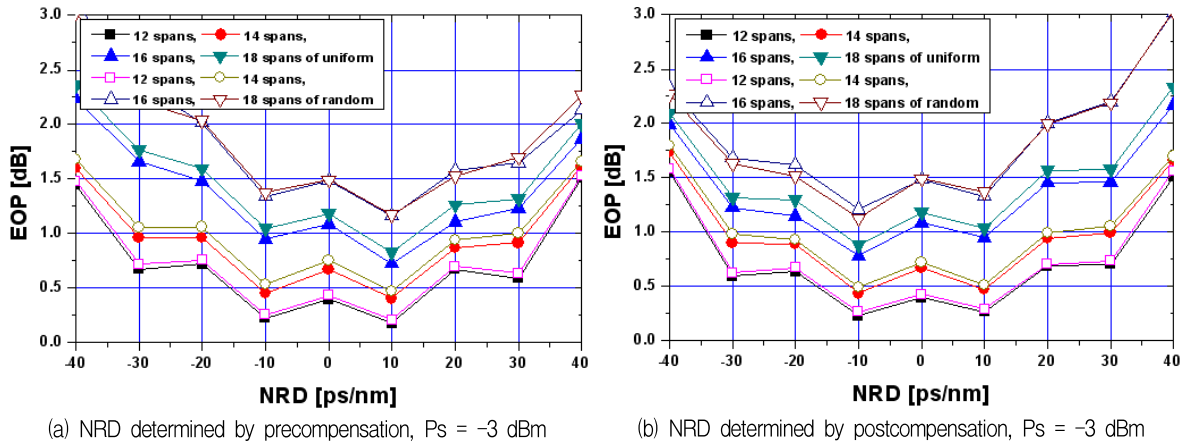 3.0
2.5
2.0
1.5
1.0
0.5
0.0
EOP [dB]
12 spans, 14 spans,
16 spans, 18 spans of uniform
12 spans, 14 spans,
16 spans, 18 spans of random
-40 -30 -20 -10 0 10 20 30 40
NRD [ps/nm]
(a) NRD determined by precompensation, Ps = -3 dBm
3.0
2.5
2.0
1.5
1.0
0.5
0.0
EOP [dB]
12 spans, 14 spans,
16 spans, 18 spans of uniform
12 spans, 14 spans,
16 spans, 18 spans of random
-40 -30 -20 -10 0 10 20 30 40
NRD [ps/nm]
(b) NRD determined by postcompensation, Ps = -3 dBm